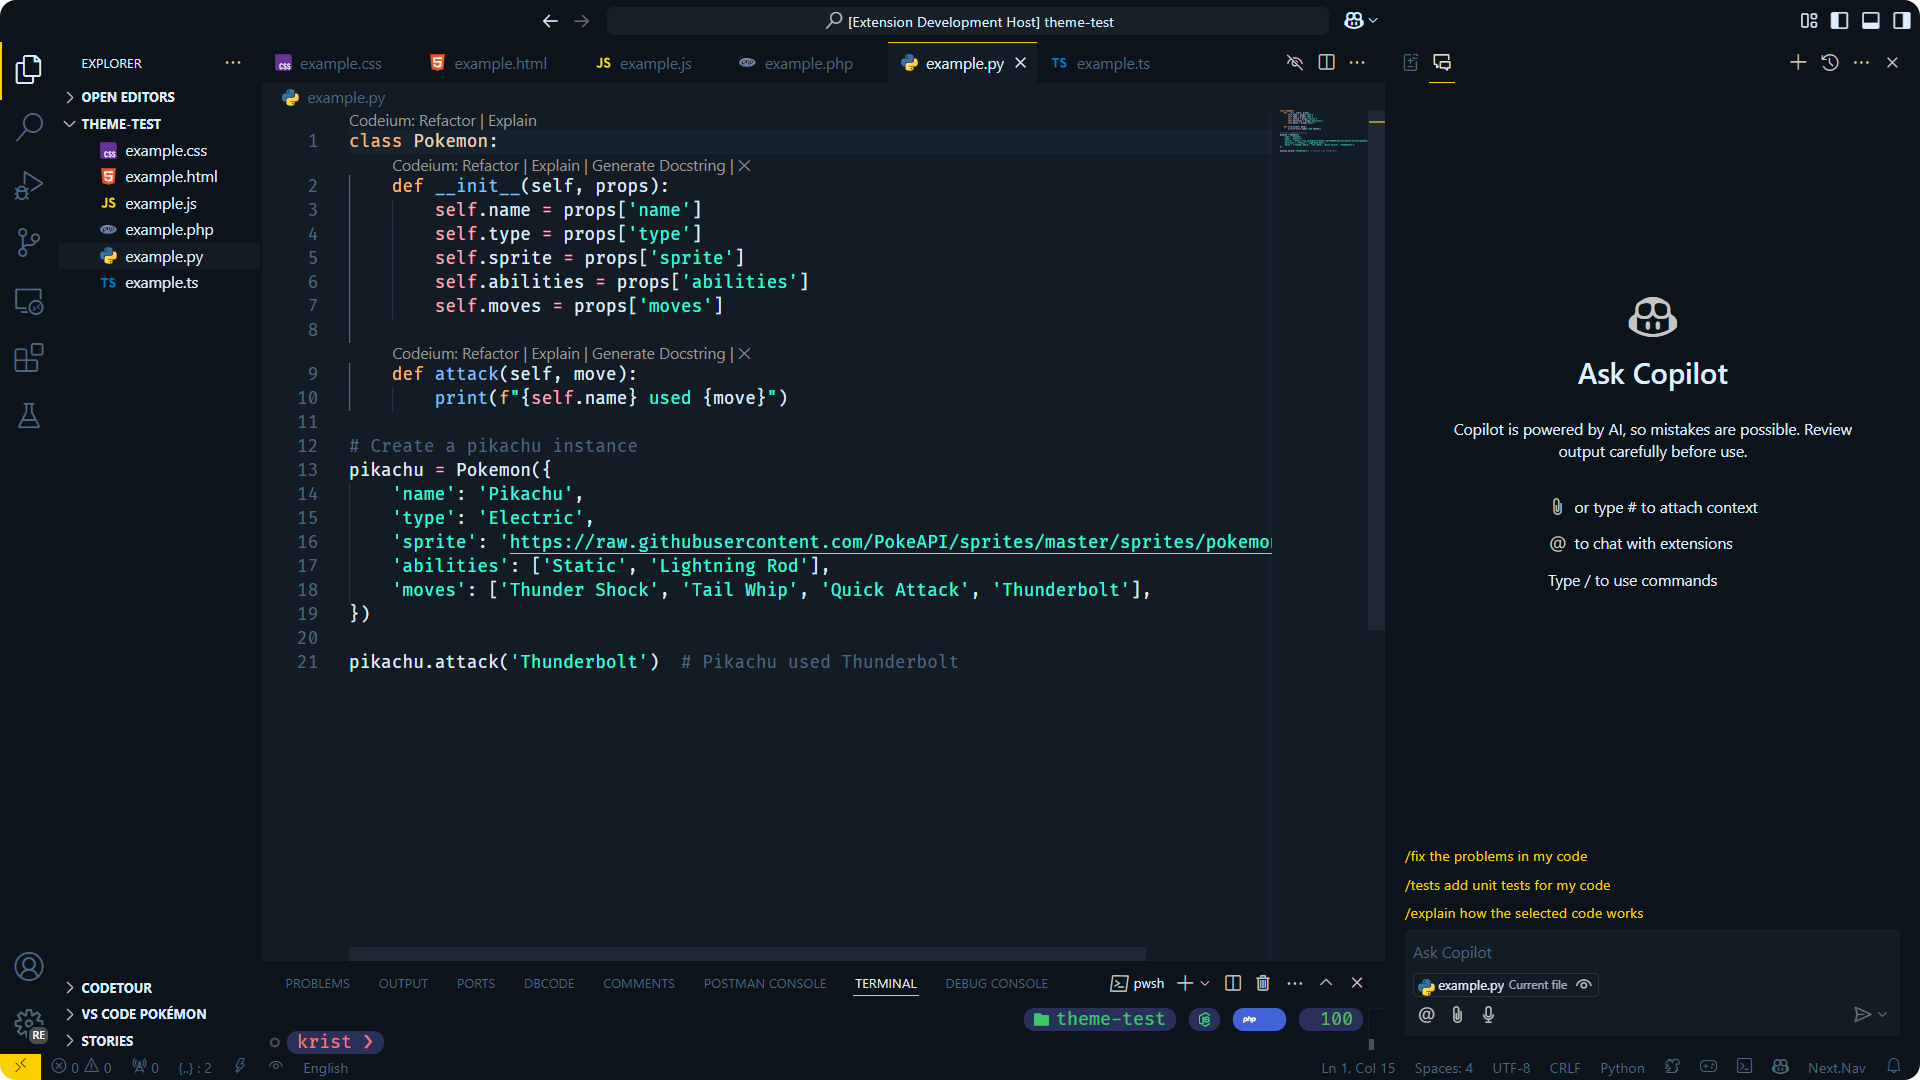 [Extension Development Host] theme-test
EXPLORER
OPEN EDITORS
THEME-TEST
example.css
example.html
JS example.js
example.php
example.py
TS example.ts
CODETOUR
VS CODE POKÉMON
STORIES
RE
example.css
example.html
JS example.js
example.php
example.py
TS example.ts
example.py
Codeium: Refactor | Explain
1 class Pokemon:
Codeium: Refactor | Explain | Generate Docstring | ×
2 def __init__(self, props):
3 self.name = props['name']
4 self.type = props['type']
5 self.sprite = props['sprite']
6 self.abilities = props['abilities']
7 self.moves = props['moves']
8
Codeium: Refactor | Explain | Generate Docstring | ×
9 def attack(self, move):
10 print(f"{self.name} used {move}")
11
12 # Create a pikachu instance
13 pikachu = Pokemon({
14 'name': 'Pikachu',
15 'type': 'Electric',
16 'sprite': 'https://raw.githubusercontent.com/PokeAPI/sprites/master/sprites/pokemon
17 'abilities': ['Static', 'Lightning Rod'],
18 'moves': ['Thunder Shock', 'Tail Whip', 'Quick Attack', 'Thunderbolt'],
19 })
20
21 pikachu.attack('Thunderbolt') # Pikachu used Thunderbolt
PROBLEMS OUTPUT PORTS DBCODE COMMENTS POSTMAN CONSOLE TERMINAL DEBUG CONSOLE
pwsh
theme-test
php
100
krist ❯
Ask Copilot
Copilot is powered by AI, so mistakes are possible. Review
output carefully before use.
or type # to attach context
@ to chat with extensions
Type / to use commands
/fix the problems in my code
/tests add unit tests for my code
/explain how the selected code works
Ask Copilot
example.py Current file
@
0 0 0 {..} : 2 English
Ln 1, Col 15 Spaces: 4 UTF-8 CRLF Python Next.Nav